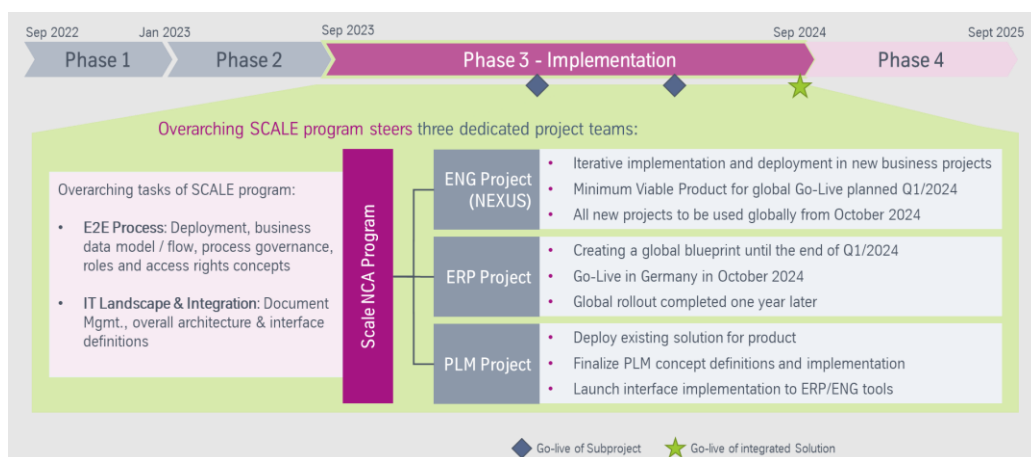 Sep 2022
Jan 2023
Sep 2023
Sep 2024
Sept 2025
Phase 1
Phase 2
Phase 3 - Implementation
Phase 4
Overarching SCALE program steers three dedicated project teams:
Overarching tasks of SCALE program:
• E2E Process: Deployment, business
data model / flow, process governance,
roles and access rights concepts
• IT Landscape & Integration: Document
Mgmt., overall architecture & interface
definitions
Scale NCA Program
ENG Project
(NEXUS)
• Iterative implementation and deployment in new business projects
• Minimum Viable Product for global Go-Live planned Q1/2024
• All new projects to be used globally from October 2024
ERP Project
• Creating a global blueprint until the end of Q1/2024
• Go-Live in Germany in October 2024
• Global rollout completed one year later
PLM Project
• Deploy existing solution for product
• Finalize PLM concept definitions and implementation
• Launch interface implementation to ERP/ENG tools
Go-live of Subproject
Go-live of integrated Solution